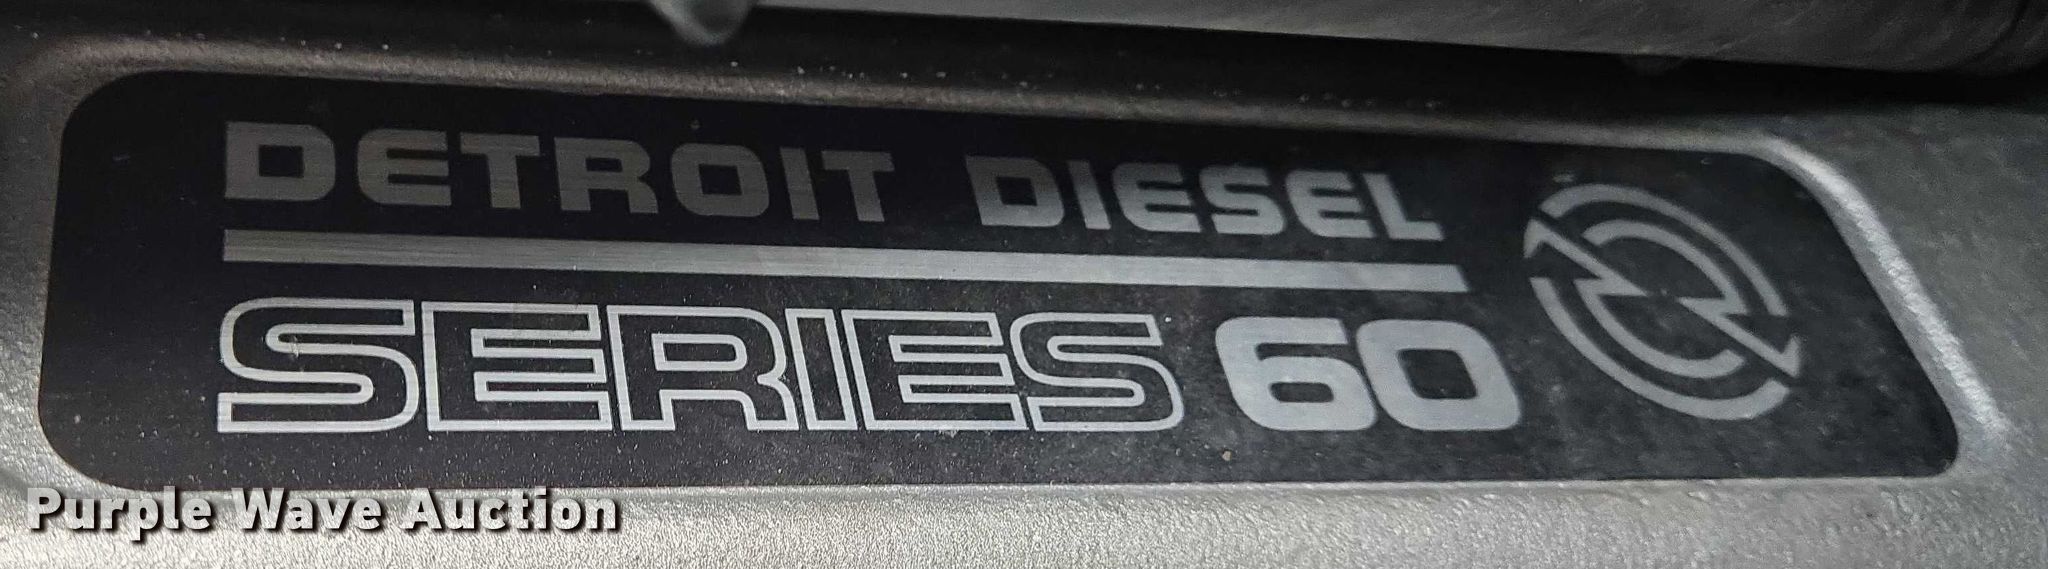 DETROIT DIESEL
SERIES 60
Purple Wave Auction